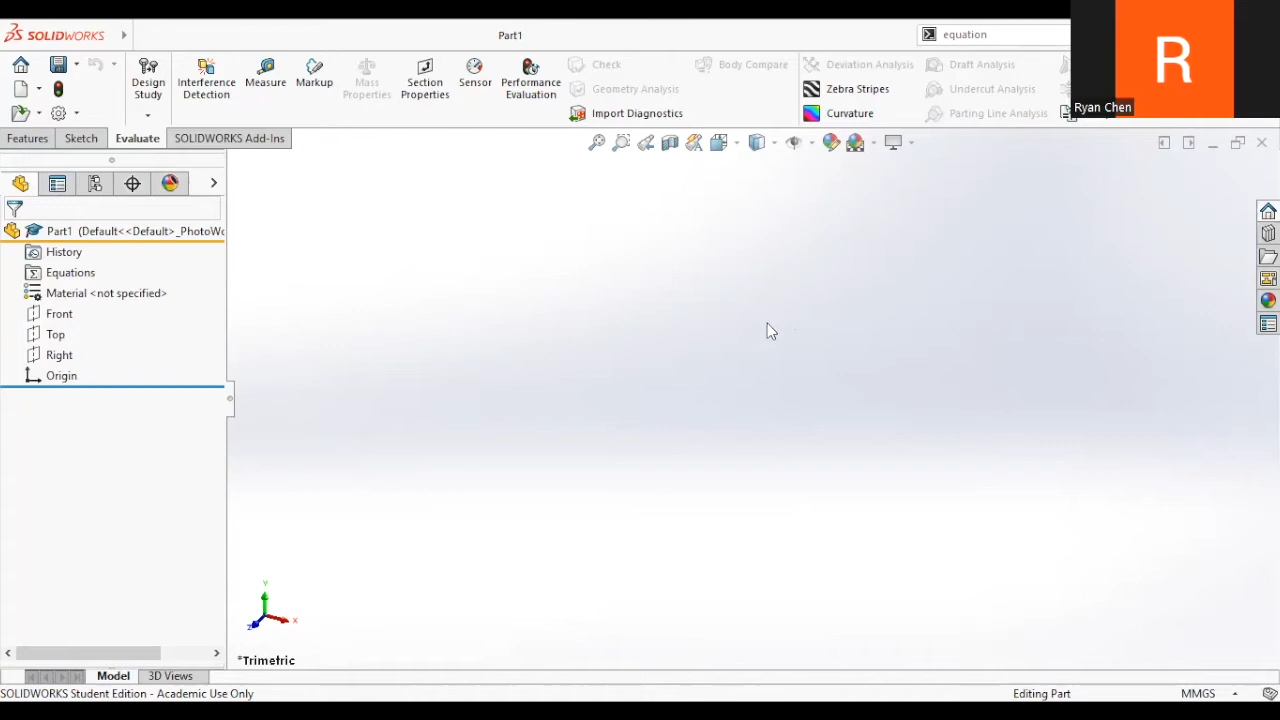 SOLIDWORKS
Part1
equation
R
Ryan Chen
Design Study
Interference Detection
Measure
Markup
Mass Properties
Section Properties
Sensor
Performance Evaluation
Check
Geometry Analysis
Import Diagnostics
Body Compare
Deviation Analysis
Zebra Stripes
Curvature
Draft Analysis
Undercut Analysis
Parting Line Analysis
Features
Sketch
Evaluate
SOLIDWORKS Add-Ins
Part1 (Default<<Default>_PhotoWo
History
Equations
Material <not specified>
Front
Top
Right
Origin
Y
X
Z
*Trimetric
Model
3D Views
SOLIDWORKS Student Edition - Academic Use Only
Editing Part
MMGS